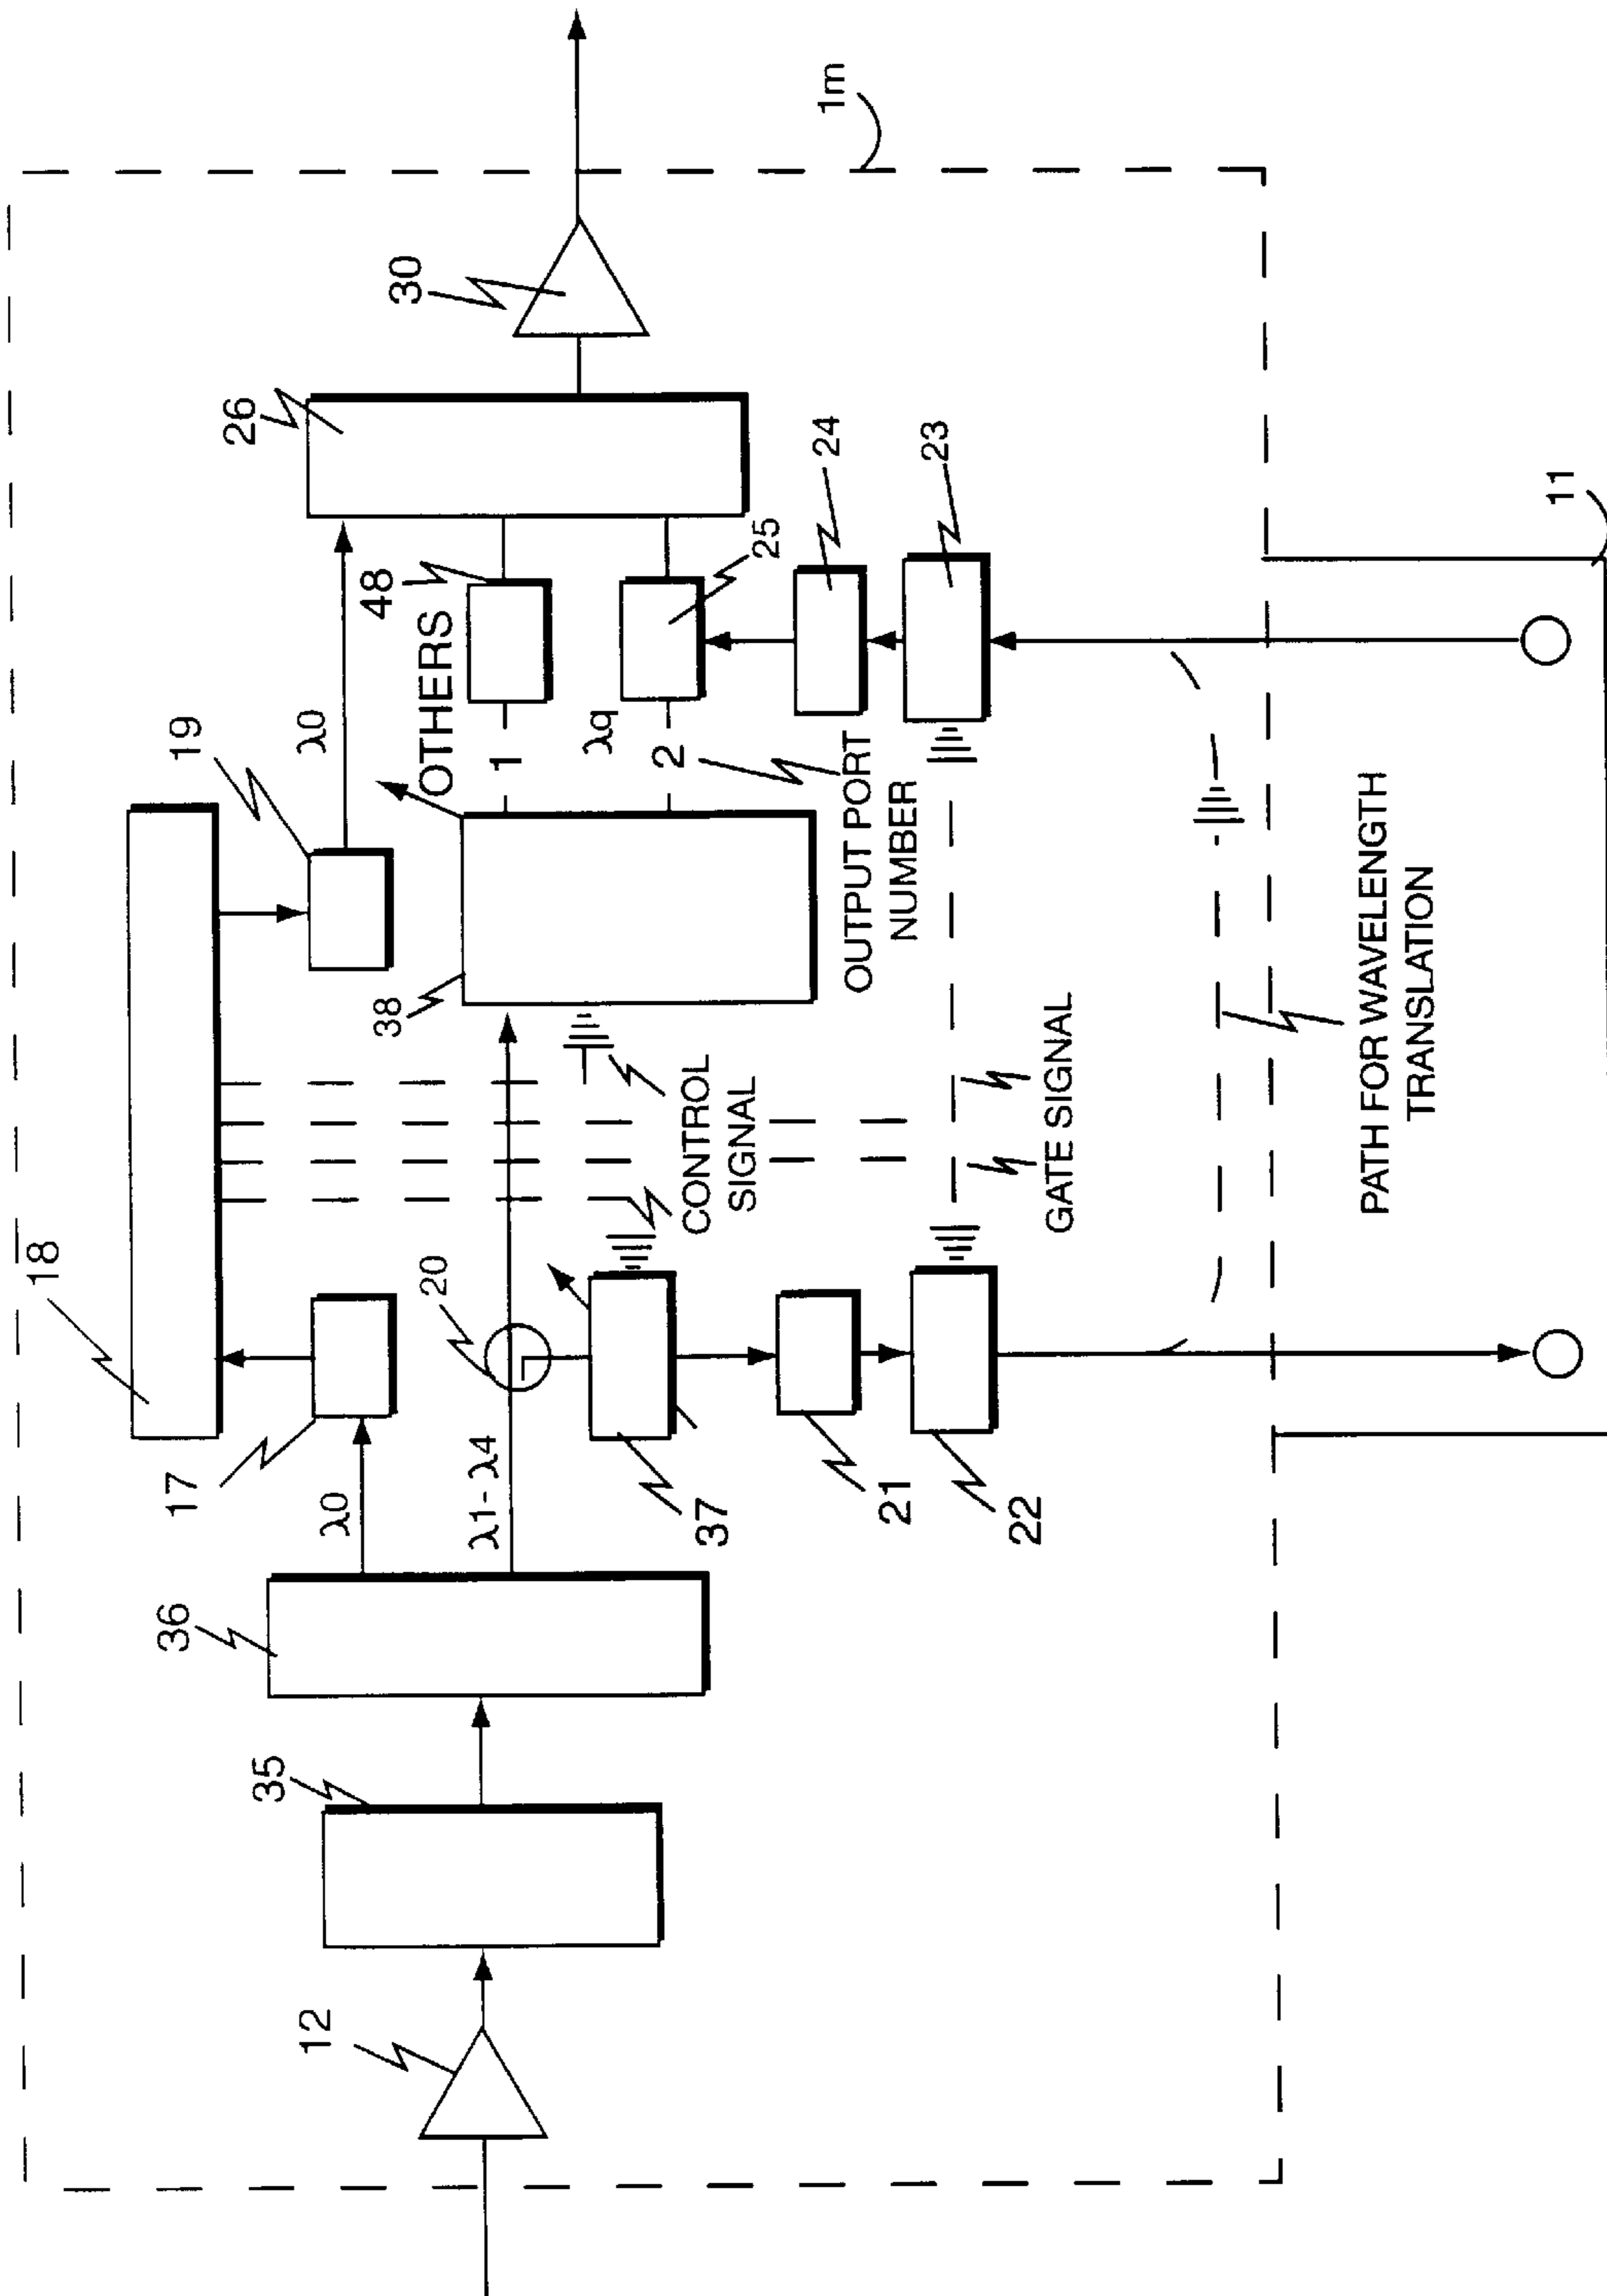 1m
18
19
λ0
26
30
17
λ0
36
35
12
20
λ1-λ4
38
OTHERS
48
1
λq
2
25
OUTPUT PORT
NUMBER
24
23
CONTROL
SIGNAL
37
21
22
GATE SIGNAL
PATH FOR WAVELENGTH
TRANSLATION
11